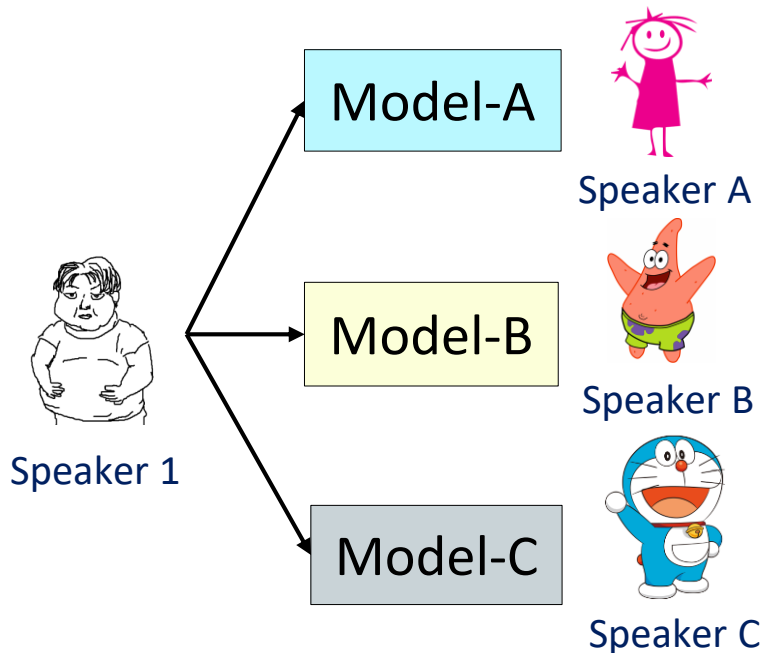 Model-A
Speaker A
Model-B
Speaker B
Speaker 1
Model-C
Speaker C